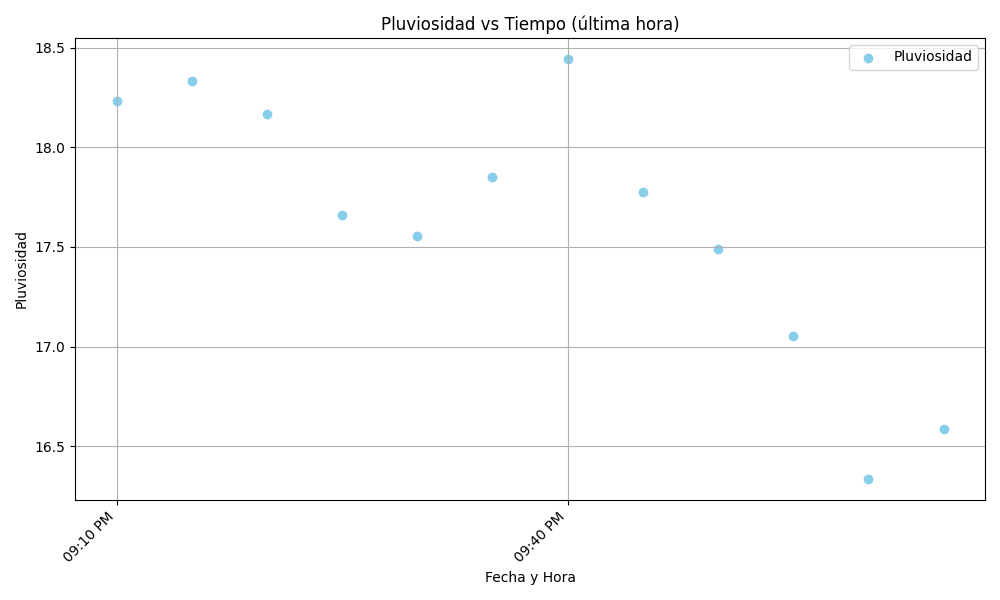 Pluviosidad vs Tiempo (última hora)
Pluviosidad
18.5
18.0
17.5
17.0
16.5
Pluviosidad
09:10 PM
09:40 PM
Fecha y Hora